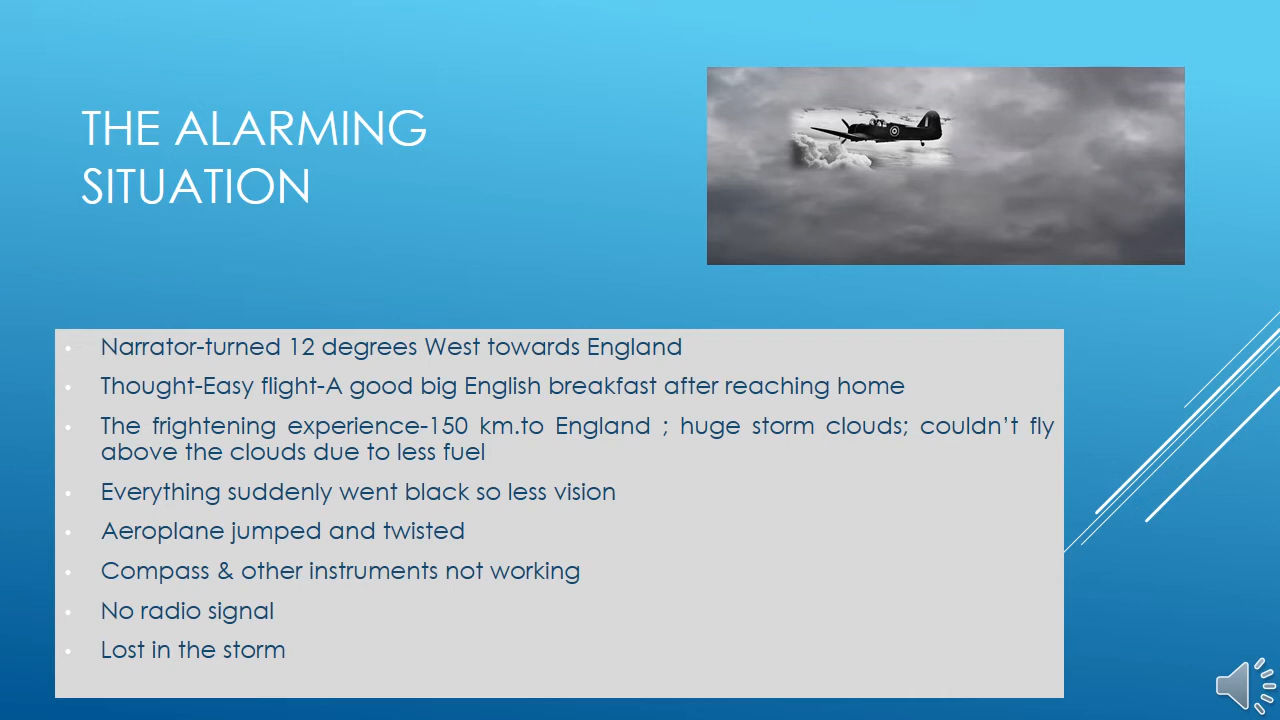 THE ALARMING
SITUATION
• Narrator-turned 12 degrees West towards England
• Thought-Easy flight-A good big English breakfast after reaching home
• The frightening experience-150 km.to England ; huge storm clouds; couldn't fly
above the clouds due to less fuel
• Everything suddenly went black so less vision
• Aeroplane jumped and twisted
• Compass & other instruments not working
• No radio signal
• Lost in the storm